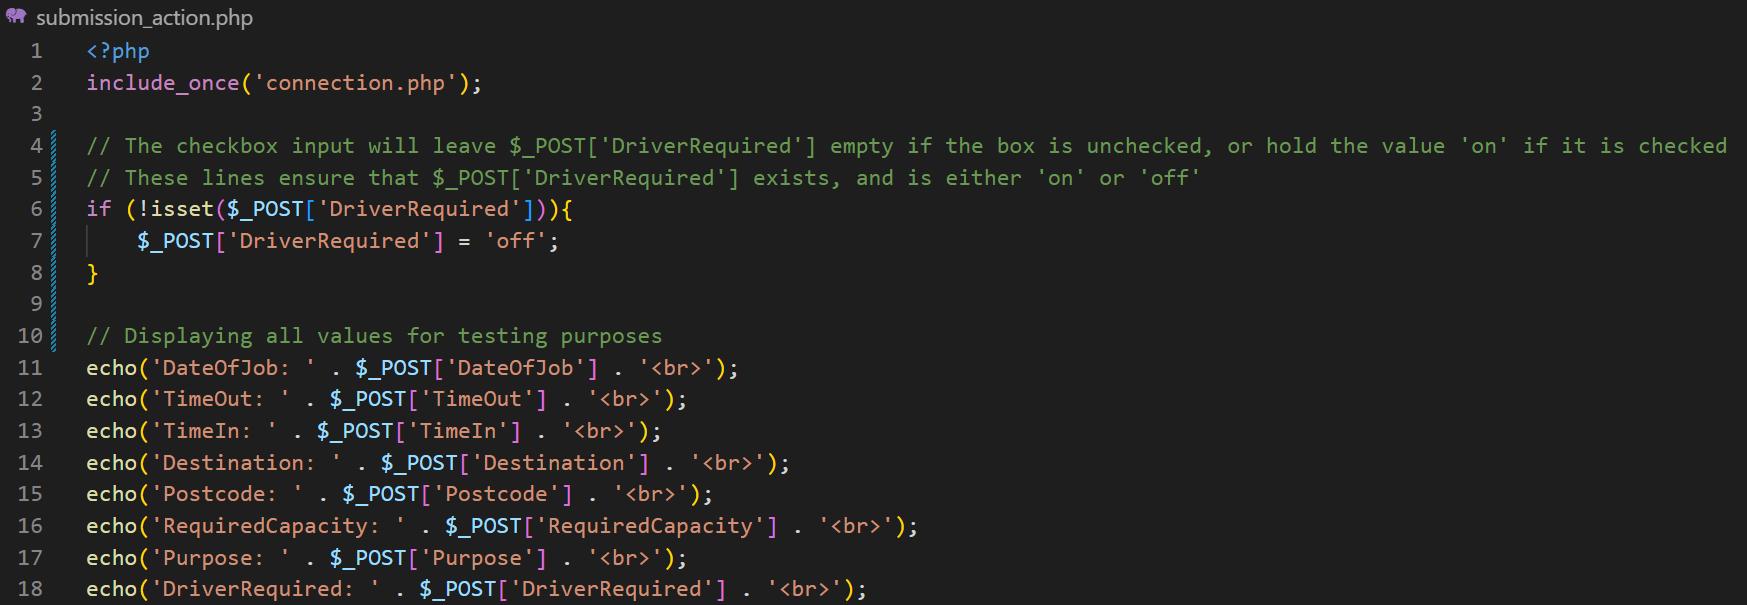 submission_action.php
1 <?php
2 include_once('connection.php');
3
4 // The checkbox input will leave $_POST['DriverRequired'] empty if the box is unchecked, or hold the value 'on' if it is checked
5 // These lines ensure that $_POST['DriverRequired'] exists, and is either 'on' or 'off'
6 if (!isset($_POST['DriverRequired'])){
7     $_POST['DriverRequired'] = 'off';
8 }
9
10 // Displaying all values for testing purposes
11 echo('DateOfJob: ' . $_POST['DateOfJob'] . '<br>');
12 echo('TimeOut: ' . $_POST['TimeOut'] . '<br>');
13 echo('TimeIn: ' . $_POST['TimeIn'] . '<br>');
14 echo('Destination: ' . $_POST['Destination'] . '<br>');
15 echo('Postcode: ' . $_POST['Postcode'] . '<br>');
16 echo('RequiredCapacity: ' . $_POST['RequiredCapacity'] . '<br>');
17 echo('Purpose: ' . $_POST['Purpose'] . '<br>');
18 echo('DriverRequired: ' . $_POST['DriverRequired'] . '<br>');